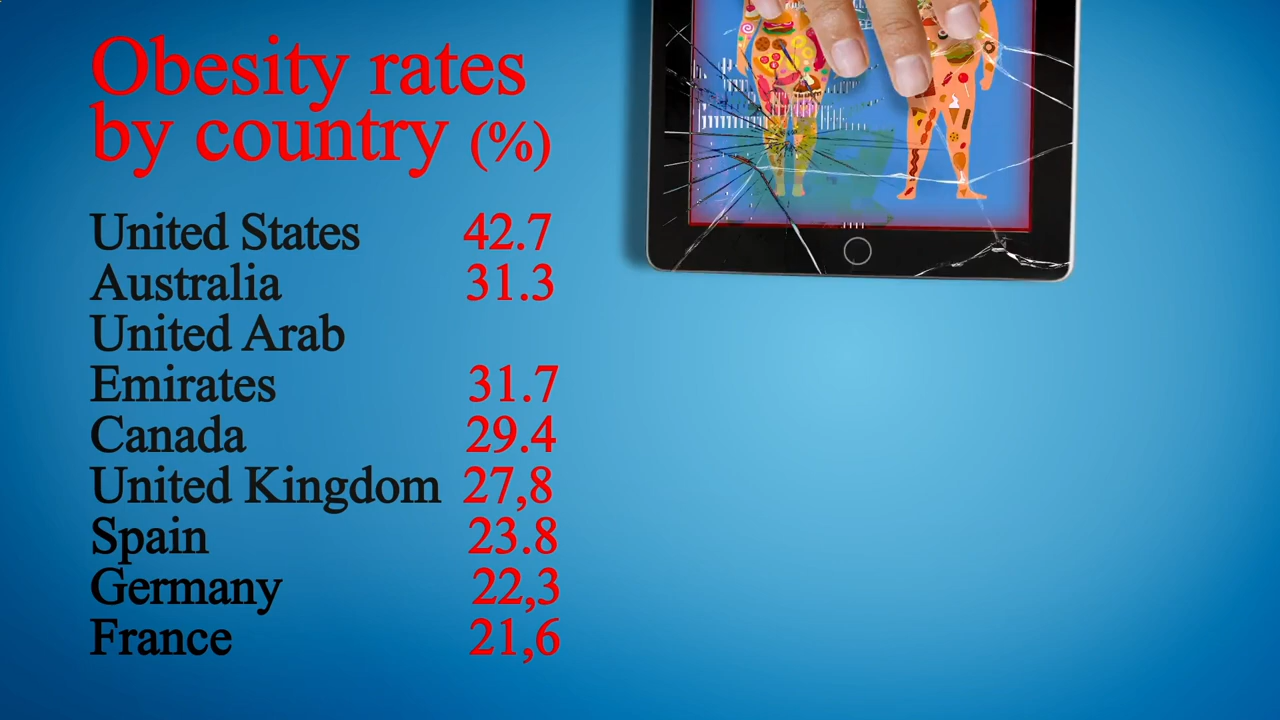 Obesity rates
by country (%)
United States 42.7
Australia 31.3
United Arab
Emirates 31.7
Canada 29.4
United Kingdom 27,8
Spain 23.8
Germany 22,3
France 21,6